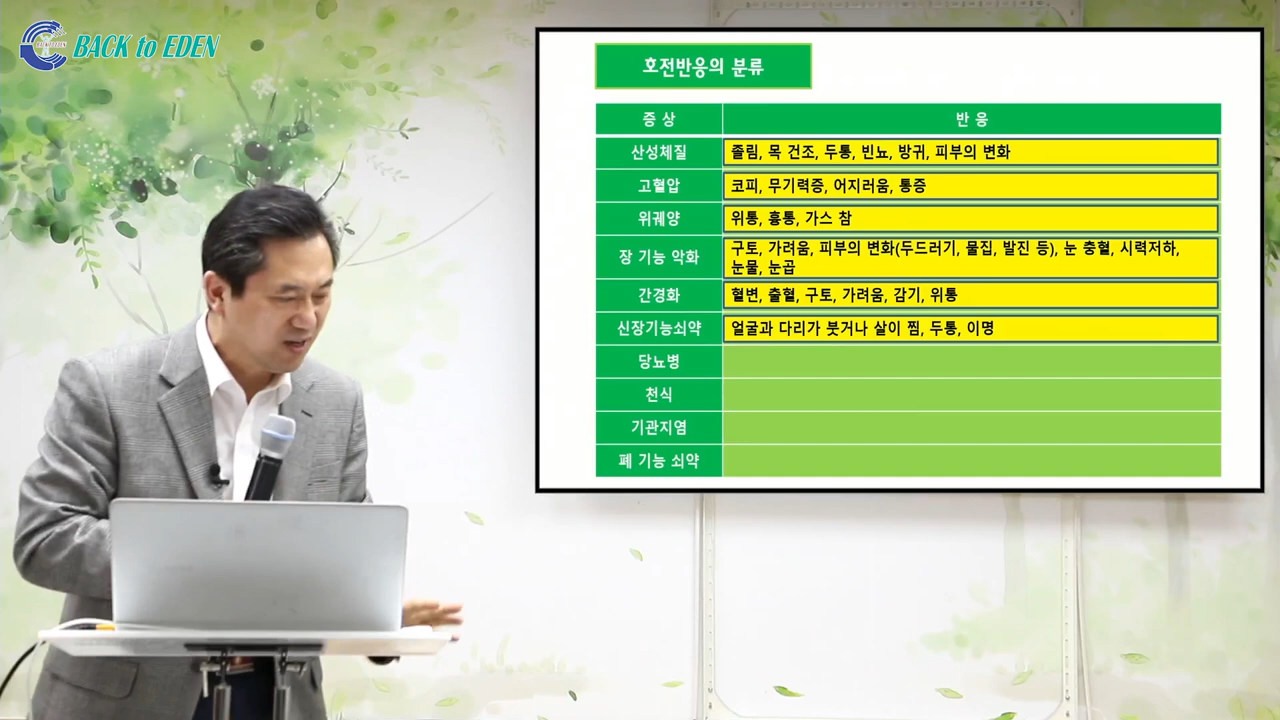 BACK to EDEN
호전반응의 분류
증 상
반 응
산성체질
졸림, 목 건조, 두통, 빈뇨, 방귀, 피부의 변화
고혈압
코피, 무기력증, 어지러움, 통증
위궤양
위통, 흉통, 가스 참
장 기능 악화
구토, 가려움, 피부의 변화(두드러기, 물집, 발진 등), 눈 충혈, 시력저하,
눈물, 눈곱
간경화
혈변, 출혈, 구토, 가려움, 감기, 위통
신장기능쇠약
얼굴과 다리가 붓거나 살이 찜, 두통, 이명
당뇨병
천식
기관지염
폐 기능 쇠약